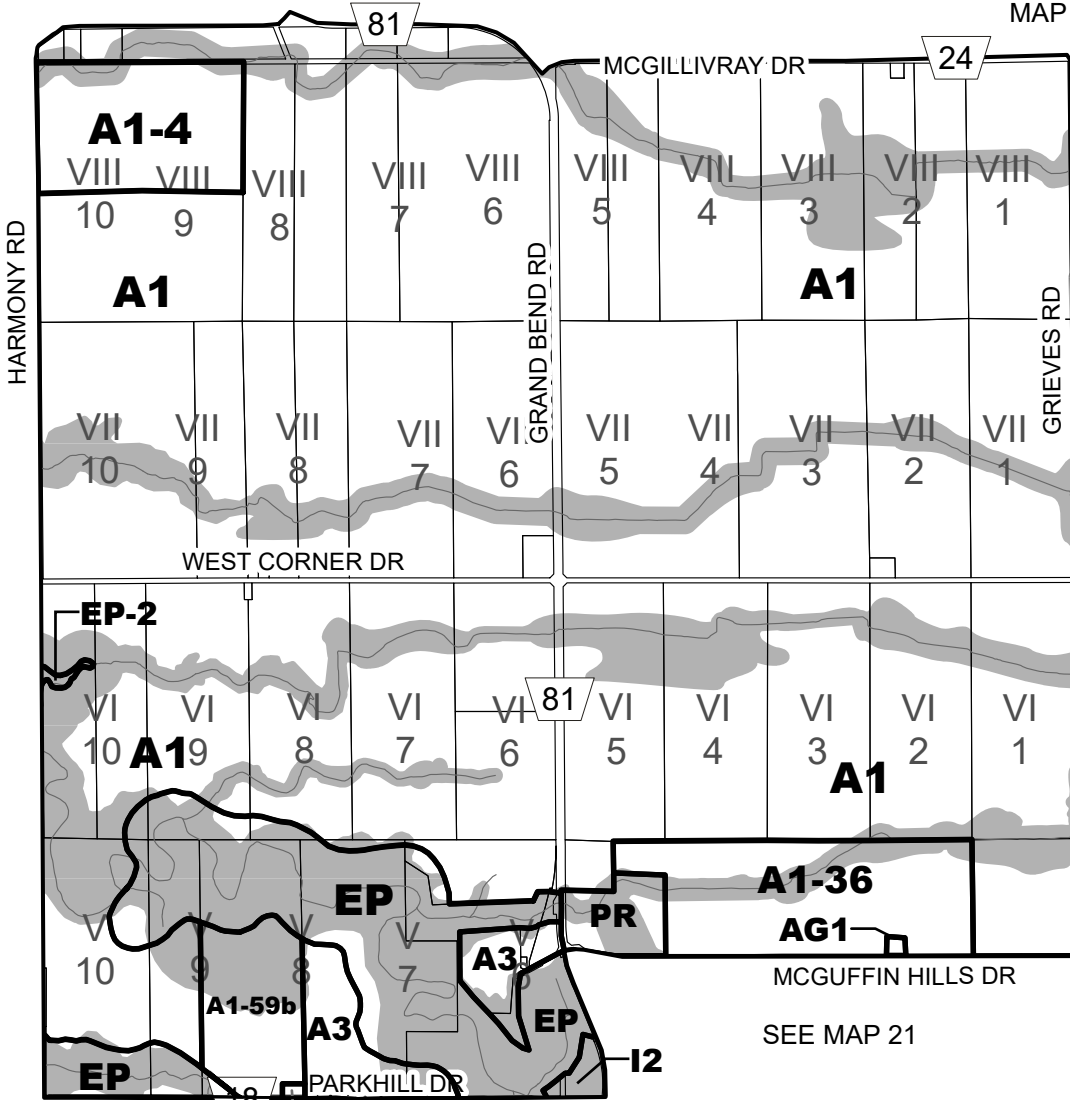 MAP
81
24
MCGILLIVRAY DR
A1-4
VIII
10
VIII
9
VIII
8
VIII
7
VIII
6
VIII
5
VIII
4
VIII
3
VIII
2
VIII
1
HARMONY RD
A1
GRAND BEND RD
A1
GRIEVES RD
VII
10
VII
9
VII
8
VII
7
VI
6
VII
5
VII
4
VII
3
VII
2
VII
1
WEST CORNER DR
EP-2
81
VI
10
VI
9
VI
8
VI
7
VI
6
VI
5
VI
4
VI
3
VI
2
VI
1
A1
A1
EP
A1-36
PR
AG1
V
10
V
9
V
8
V
7
V
A3
A1-59b
A3
EP
MCGUFFIN HILLS DR
SEE MAP 21
I2
EP
PARKHILL DR